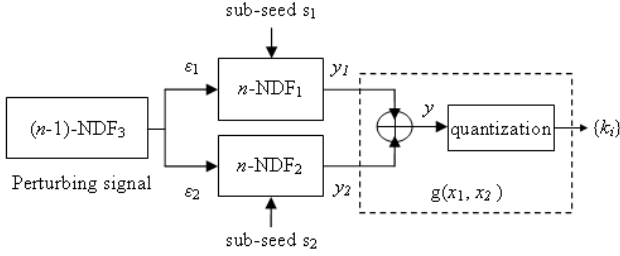 sub-seed s₁
ε₁
n-NDF₁
y₁
(n-1)-NDF₃
Perturbing signal
y
quantization
{kᵢ}
ε₂
n-NDF₂
y₂
g(x₁, x₂)
sub-seed s₂